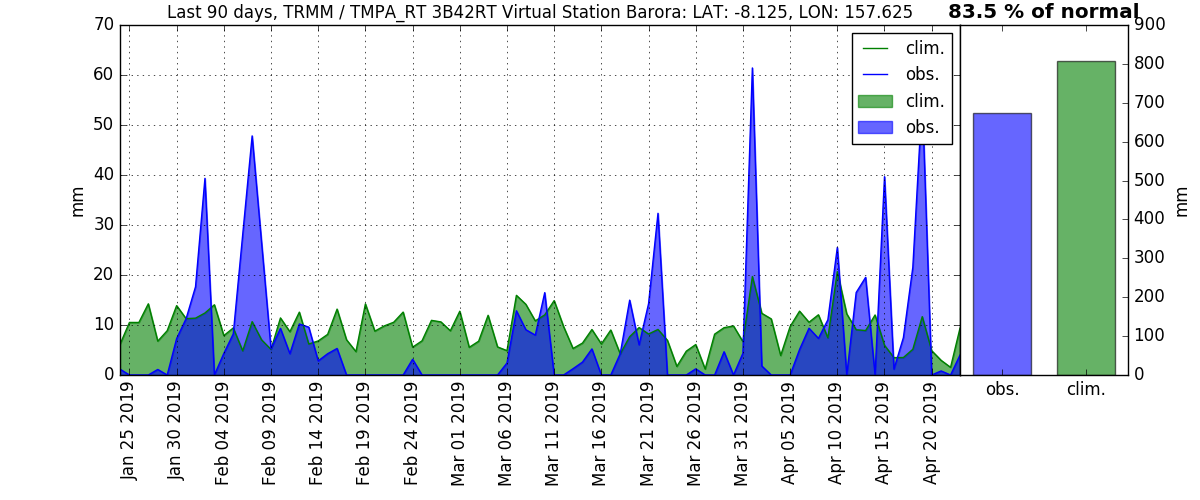 Last 90 days, TRMM / TMPA_RT 3B42RT Virtual Station Barora: LAT: -8.125, LON: 157.625
83.5 % of normal
70
60
50
40
30
20
10
0
mm
clim.
obs.
clim.
obs.
Jan 25 2019
Jan 30 2019
Feb 04 2019
Feb 09 2019
Feb 14 2019
Feb 19 2019
Feb 24 2019
Mar 01 2019
Mar 06 2019
Mar 11 2019
Mar 16 2019
Mar 21 2019
Mar 26 2019
Mar 31 2019
Apr 05 2019
Apr 10 2019
Apr 15 2019
Apr 20 2019
900
800
700
600
500
400
300
200
100
0
mm
obs.
clim.